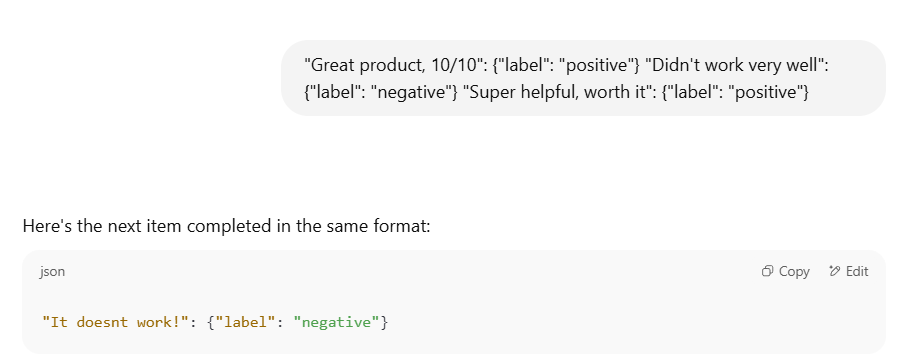 "Great product, 10/10": {"label": "positive"} "Didn't work very well":
{"label": "negative"} "Super helpful, worth it": {"label": "positive"}
Here's the next item completed in the same format:
json
Copy
Edit
"It doesnt work!": {"label": "negative"}